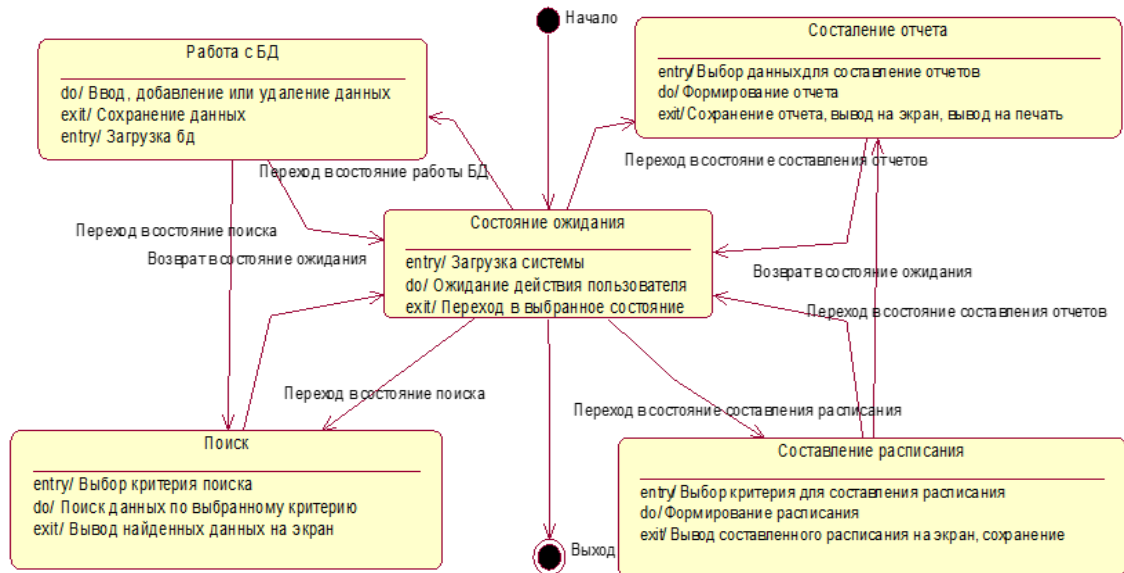 Начало
Работа с БД
do/ Ввод, добавление или удаление данных
exit/ Сохранение данных
entry/ Загрузка бд
Состаление отчета
entry/ Выбор данных для составление отчетов
do/ Формирование отчета
exit/ Сохранение отчета, вывод на экран, вывод на печать
Переход в состояние работы БД
Переход в состояние составления отчетов
Переход в состояние поиска
Возврат в состояние ожидания
Состояние ожидания
entry/ Загрузка системы
do/ Ожидание действия пользователя
exit/ Переход в выбранное состояние
Возврат в состояние ожидания
Переход в состояние составления отчетов
Переход в состояние поиска
Переход в состояние составления расписания
Поиск
entry/ Выбор критерия поиска
do/ Поиск данных по выбранному критерию
exit/ Вывод найденных данных на экран
Выход
Составление расписания
entry/ Выбор критерия для составления расписания
do/ Формирование расписания
exit/ Вывод составленного расписания на экран, сохранение